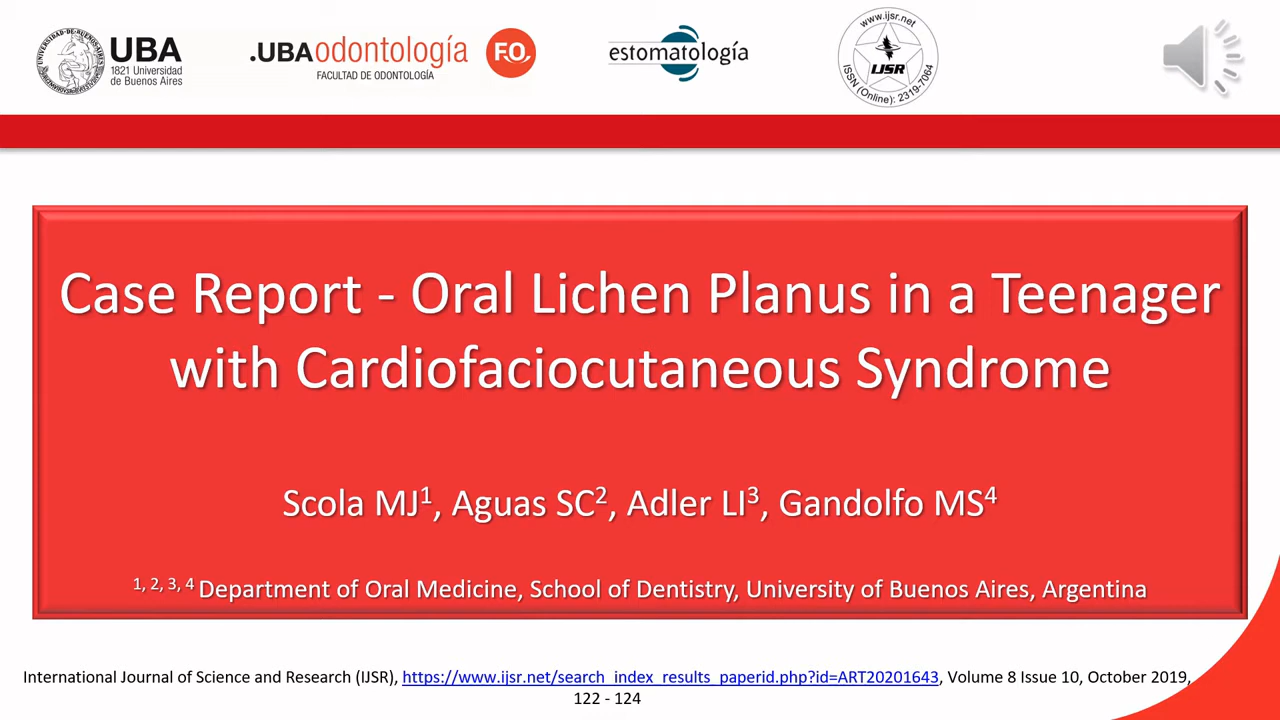 UBA
1821 Universidad
de Buenos Aires
.UBAodontología
FACULTAD DE ODONTOLOGÍA
F.O.
estomatología
www.ijsr.net
IJSR
ISSN (Online): 2319-7064
Case Report - Oral Lichen Planus in a Teenager
with Cardiofaciocutaneous Syndrome
Scola MJ¹, Aguas SC², Adler LI³, Gandolfo MS⁴
¹, ², ³, ⁴ Department of Oral Medicine, School of Dentistry, University of Buenos Aires, Argentina
International Journal of Science and Research (IJSR), https://www.ijsr.net/search_index_results_paperid.php?id=ART20201643, Volume 8 Issue 10, October 2019,
122 - 124